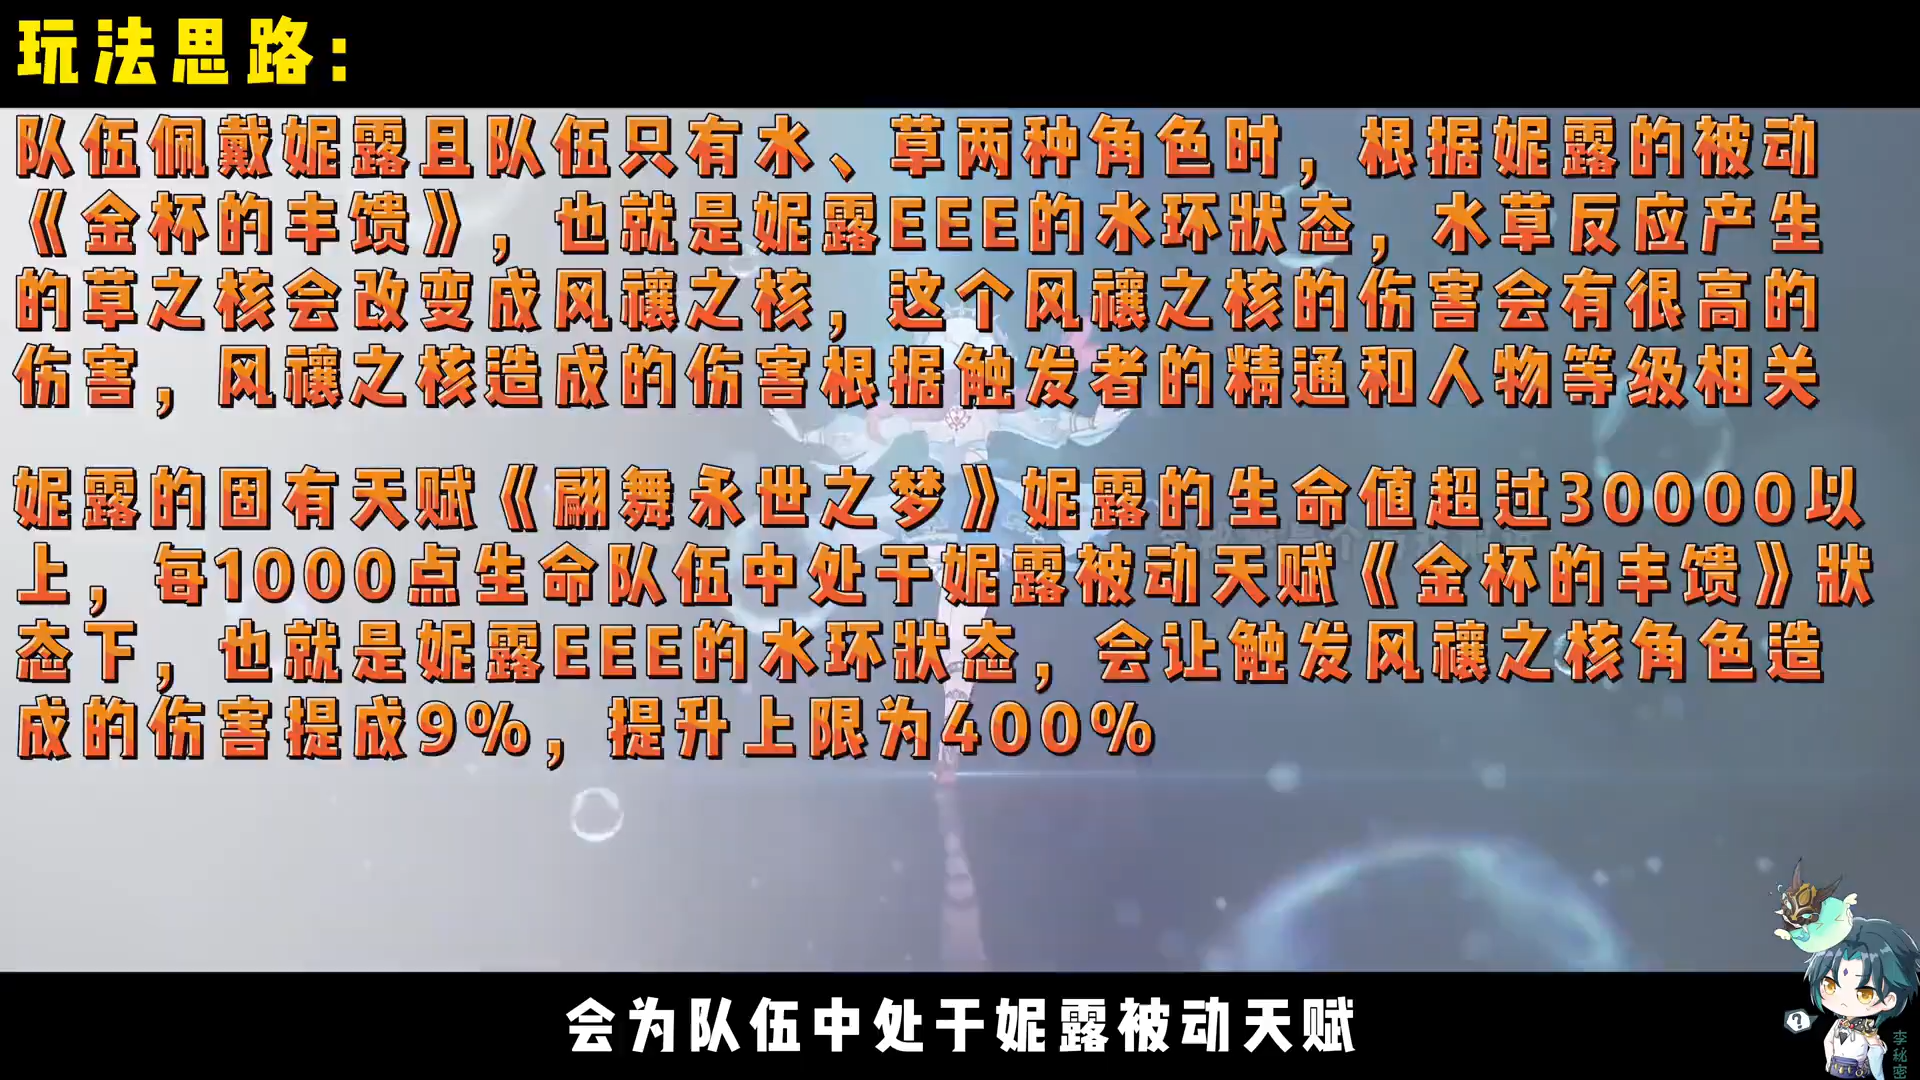 玩法思路：
队伍佩戴妮露且队伍只有水、草两种角色时，根据妮露的被动
《金杯的丰馈》，也就是妮露EEE的水环狀态，水草反应产生
的草之核会改变成风禳之核，这个风禳之核的伤害会有很高的
伤害，风禳之核造成的伤害根据触发者的精通和人物等级相关
妮露的固有天赋《翩舞永世之梦》妮露的生命值超过30000以
上，每1000点生命队伍中处于妮露被动天赋《金杯的丰馈》狀
态下，也就是妮露EEE的水环狀态，会让触发风禳之核角色造
成的伤害提成9%，提升上限为400%
会为队伍中处于妮露被动天赋
?
李秘密